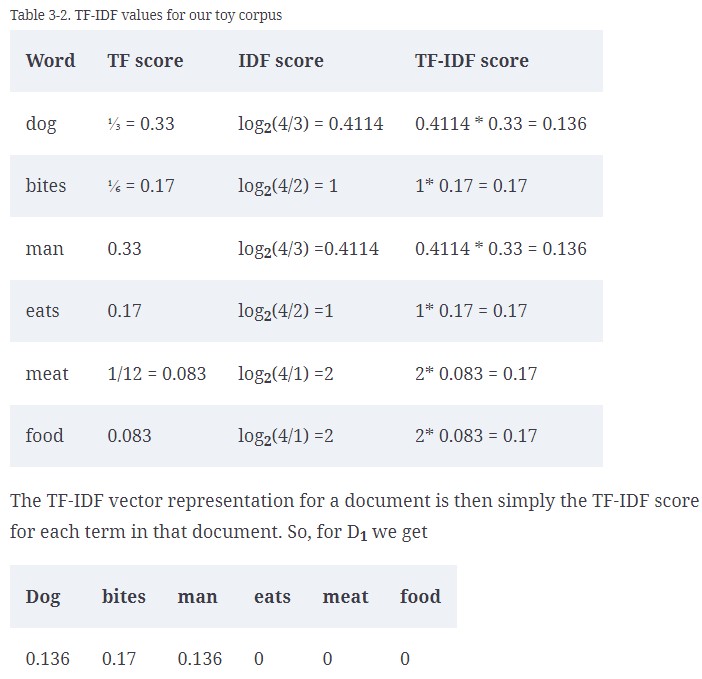 Table 3-2. TF-IDF values for our toy corpus
Word TF score IDF score TF-IDF score
dog ⅓ = 0.33 log₂(4/3) = 0.4114 0.4114 * 0.33 = 0.136
bites ⅙ = 0.17 log₂(4/2) = 1 1* 0.17 = 0.17
man 0.33 log₂(4/3) =0.4114 0.4114 * 0.33 = 0.136
eats 0.17 log₂(4/2) =1 1* 0.17 = 0.17
meat 1/12 = 0.083 log₂(4/1) =2 2* 0.083 = 0.17
food 0.083 log₂(4/1) =2 2* 0.083 = 0.17
The TF-IDF vector representation for a document is then simply the TF-IDF score
for each term in that document. So, for D₁ we get
Dog bites man eats meat food
0.136 0.17 0.136 0 0 0